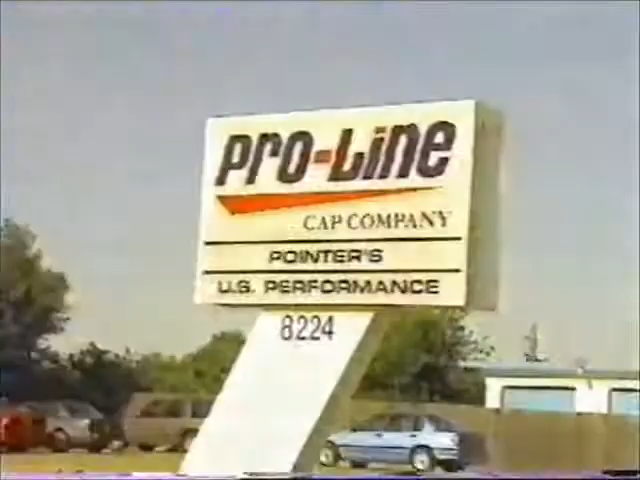 PRO-LiNE
CAP COMPANY
POINTER'S
U.S. PERFORMANCE
8224